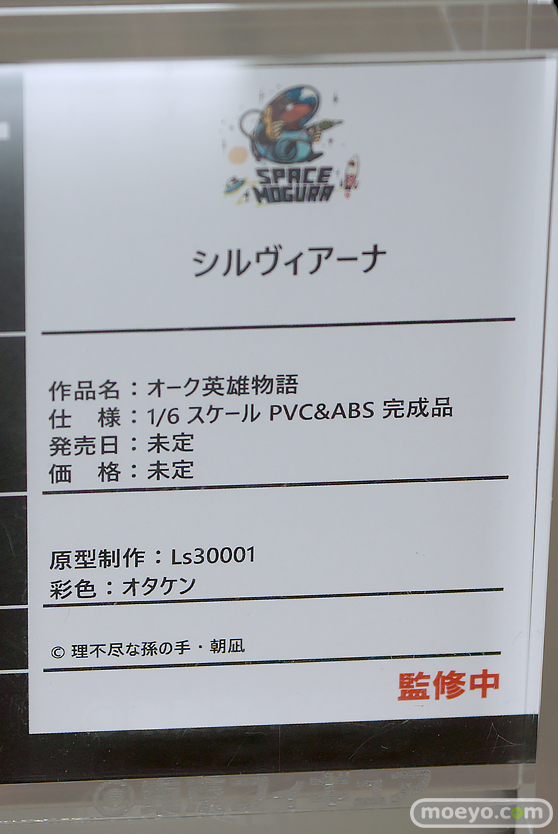 SPACE
MOGURA
シルヴィアーナ
作品名：オーク英雄物語
仕　様：1/6 スケール PVC&ABS 完成品
発売日：未定
価　格：未定
原型制作：Ls30001
彩色：オタケン
© 理不尽な孫の手・朝凪
監修中
moeyo.com